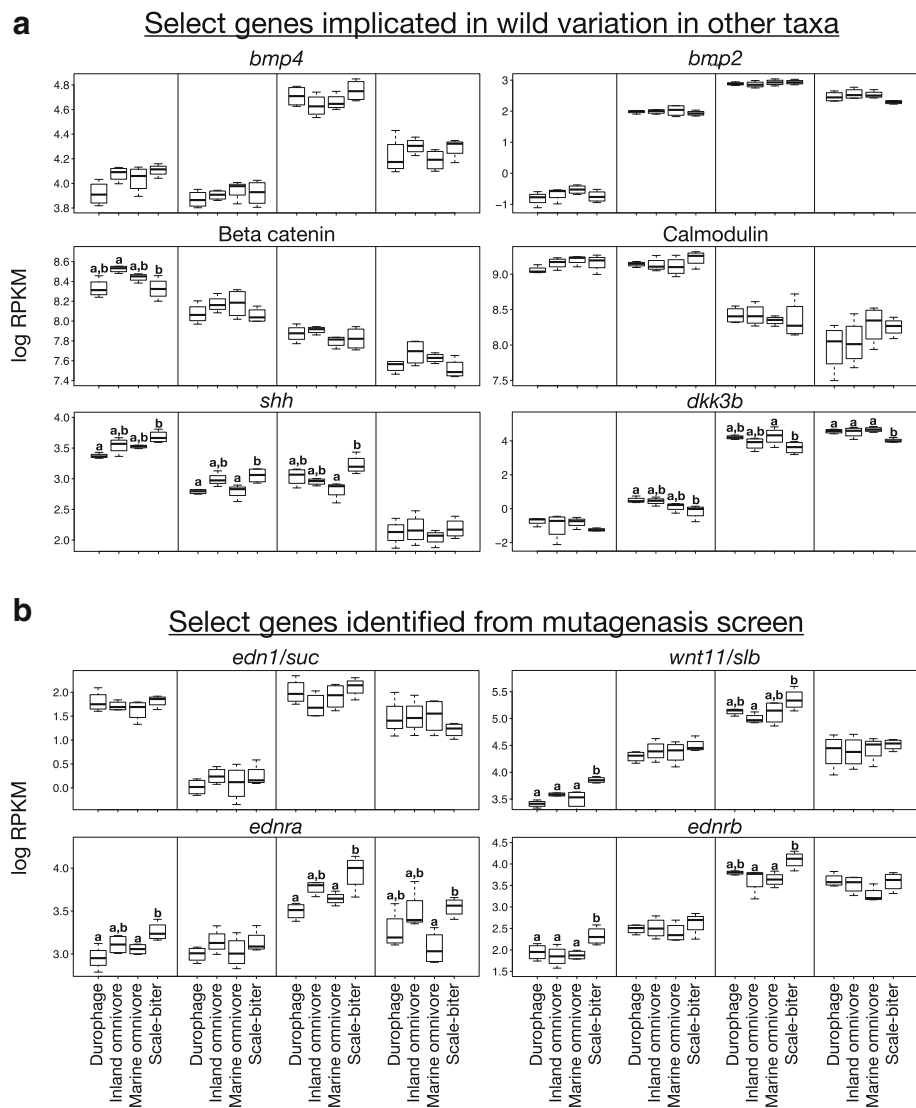 a
Select genes implicated in wild variation in other taxa
bmp4
bmp2
4.8
4.6
4.4
4.2
4.0
3.8
3
2
1
0
−1
Beta catenin
Calmodulin
8.6
8.4
8.2
8.0
7.8
7.6
7.4
a,b
a
a,b
b
9.0
8.5
8.0
7.5
log RPKM
shh
dkk3b
4.0
3.5
3.0
2.5
2.0
a
a,b
a,b
b
a
a,b
a
b
a,b
a,b
a
b
4
2
0
−2
a
a,b
a,b
b
a,b
a,b
a
b
a
a
a
b
b
Select genes identified from mutagenasis screen
edn1/suc
wnt11/slb
2.0
1.5
1.0
0.5
0.0
5.5
5.0
4.5
4.0
3.5
a
a
a
b
a,b
a
a,b
b
log RPKM
ednra
ednrb
4.0
3.5
3.0
a
a,b
a
b
a
a,b
a
b
a,b
a,b
a
b
4.5
4.0
3.5
3.0
2.5
2.0
1.5
a
a
a
b
a,b
a
a
b
Durophage
Inland omnivore
Marine omnivore
Scale-biter
Durophage
Inland omnivore
Marine omnivore
Scale-biter
Durophage
Inland omnivore
Marine omnivore
Scale-biter
Durophage
Inland omnivore
Marine omnivore
Scale-biter
Durophage
Inland omnivore
Marine omnivore
Scale-biter
Durophage
Inland omnivore
Marine omnivore
Scale-biter
Durophage
Inland omnivore
Marine omnivore
Scale-biter
Durophage
Inland omnivore
Marine omnivore
Scale-biter